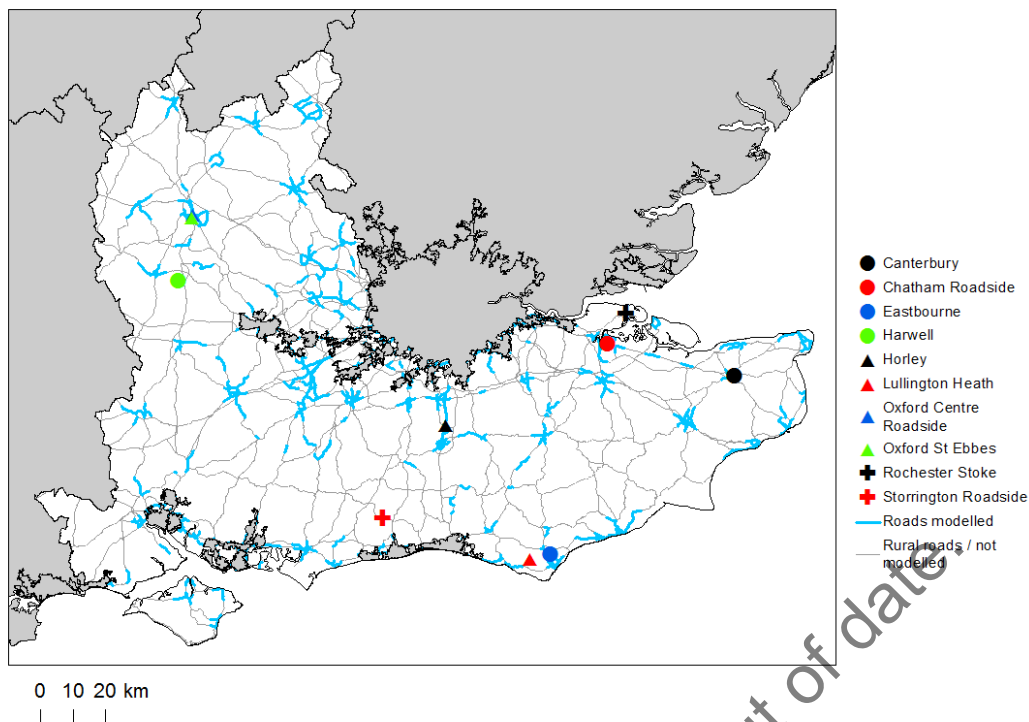 Canterbury
Chatham Roadside
Eastbourne
Harwell
Horley
Lullington Heath
Oxford Centre
Roadside
Oxford St Ebbes
Rochester Stoke
Storrington Roadside
Roads modelled
Rural roads / not
modelled
of date.
0 10 20 km